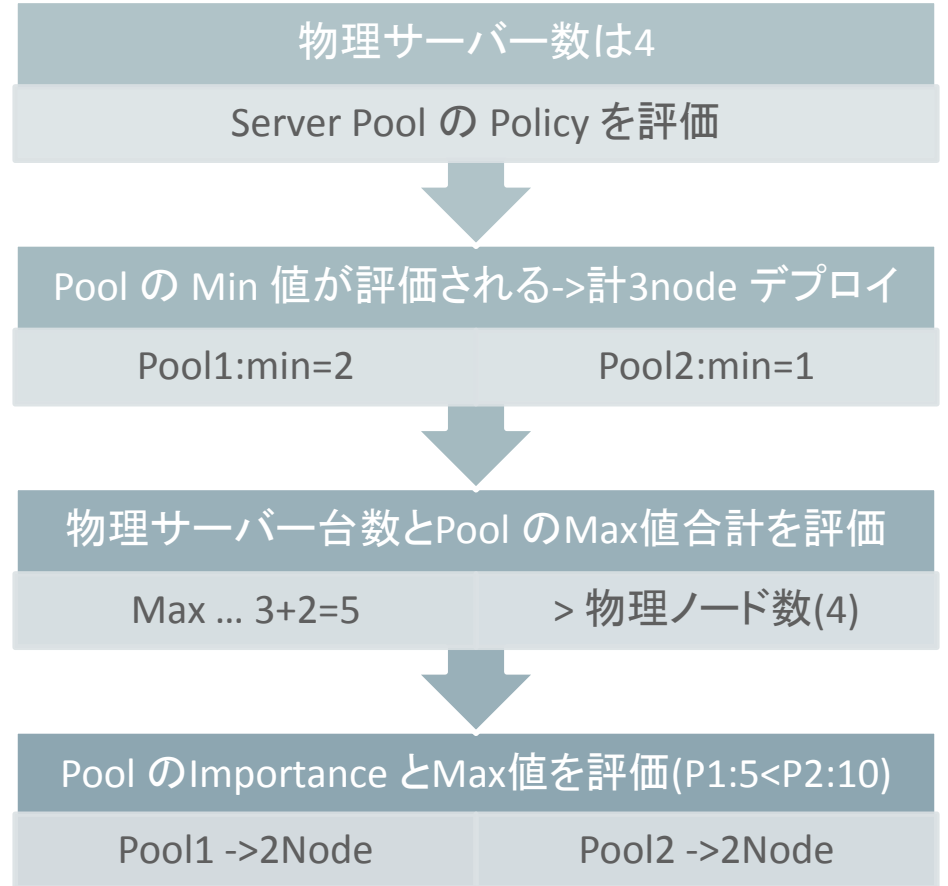 物理サーバー数は4
Server Pool の Policy を評価
Pool の Min 値が評価される->計3node デプロイ
Pool1:min=2
Pool2:min=1
物理サーバー台数とPool のMax値合計を評価
Max ... 3+2=5
> 物理ノード数(4)
Pool のImportance とMax値を評価(P1:5<P2:10)
Pool1 ->2Node
Pool2 ->2Node